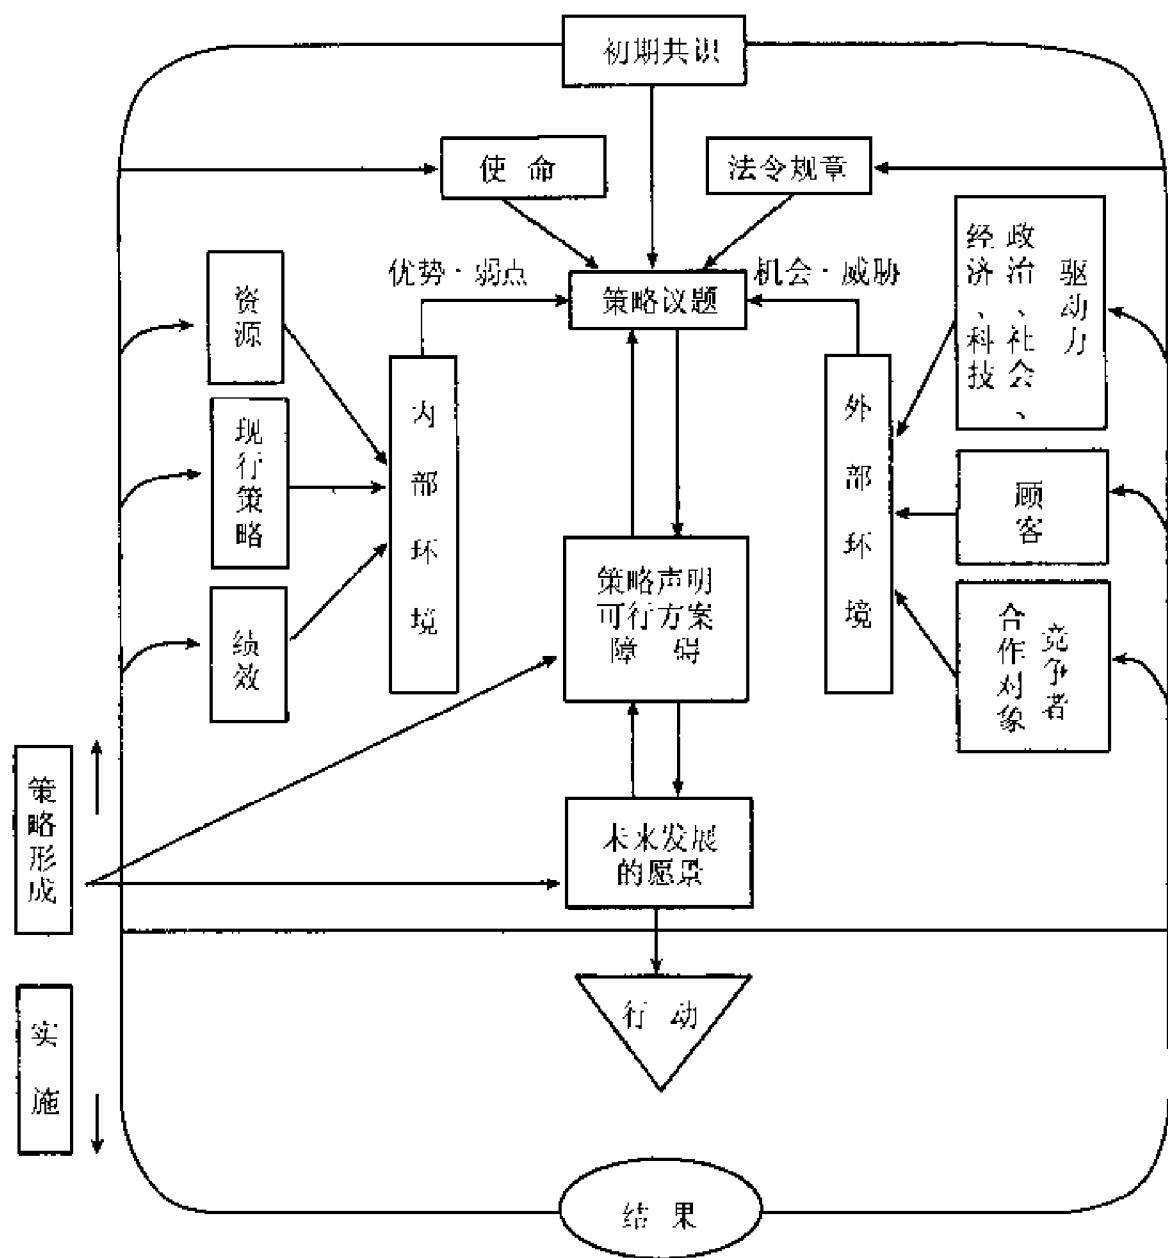 初期共识
使命
法令规章
优势·弱点
机会·威胁
策略议题
资源
现行策略
绩效
内部环境
外部环境
驱动力
政治、社会、
经济、科技
顾客
竞争者
合作对象
策略声明
可行方案
障碍
策略形成
未来发展
的愿景
实施
行动
结果